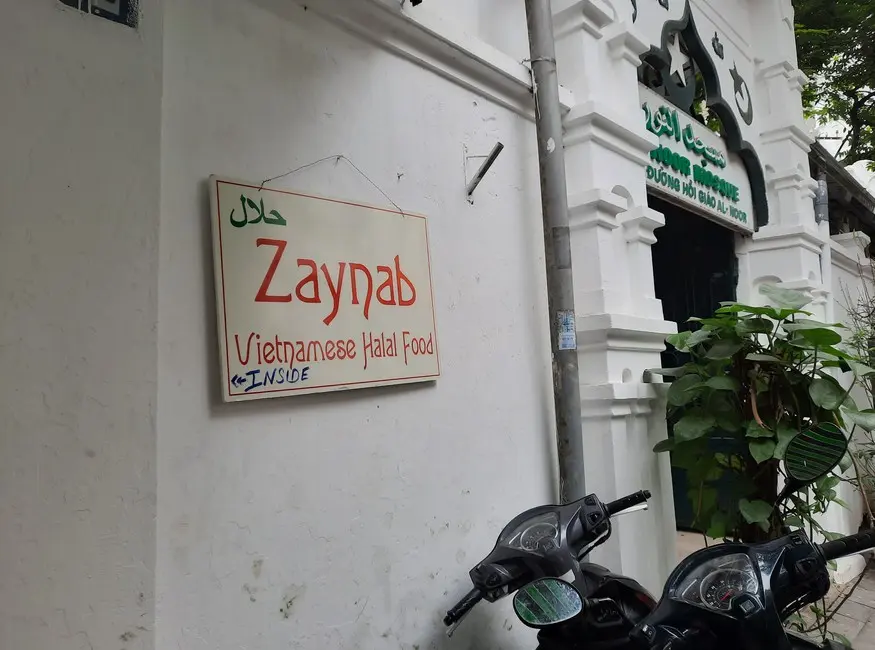 حلال
Zaynab
Vietnamese Halal Food
INSIDE
مسجد النور
NOOR MOSQUE
ĐƯỜNG HỒI GIÁO AL-NOOR